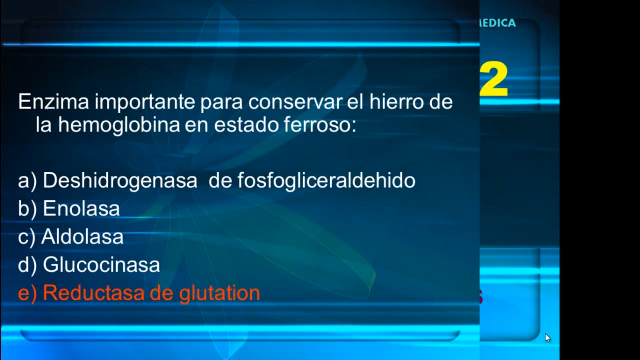 Enzima importante para conservar el hierro de
la hemoglobina en estado ferroso:
a) Deshidrogenasa de fosfogliceraldehido
b) Enolasa
c) Aldolasa
d) Glucocinasa
e) Reductasa de glutation
MEDICA
2